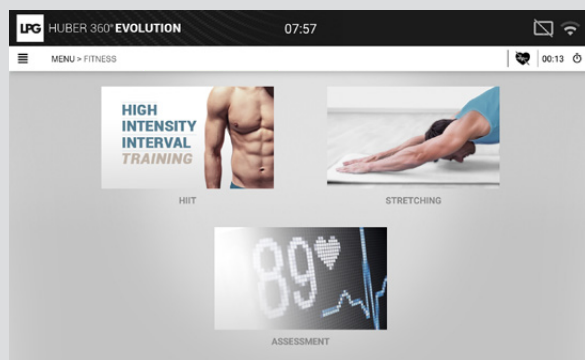 LPG HUBER 360° EVOLUTION 07:57
MENU > FITNESS 00:13
HIGH
INTENSITY
INTERVAL
TRAINING
HIIT
STRETCHING
89
ASSESSMENT